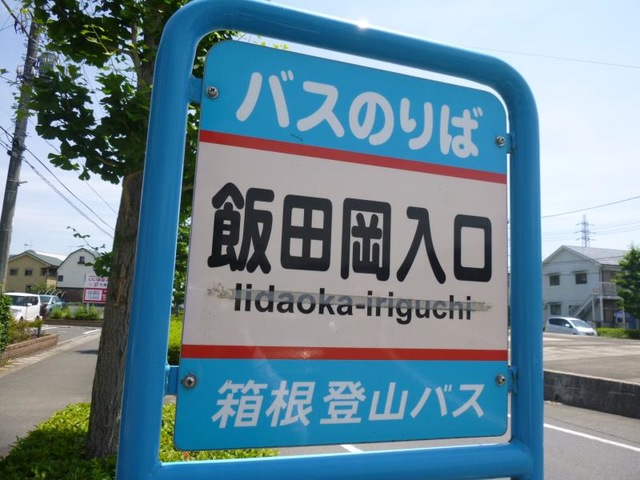 バスのりば
飯田岡入口
Iidaoka-iriguchi
箱根登山バス